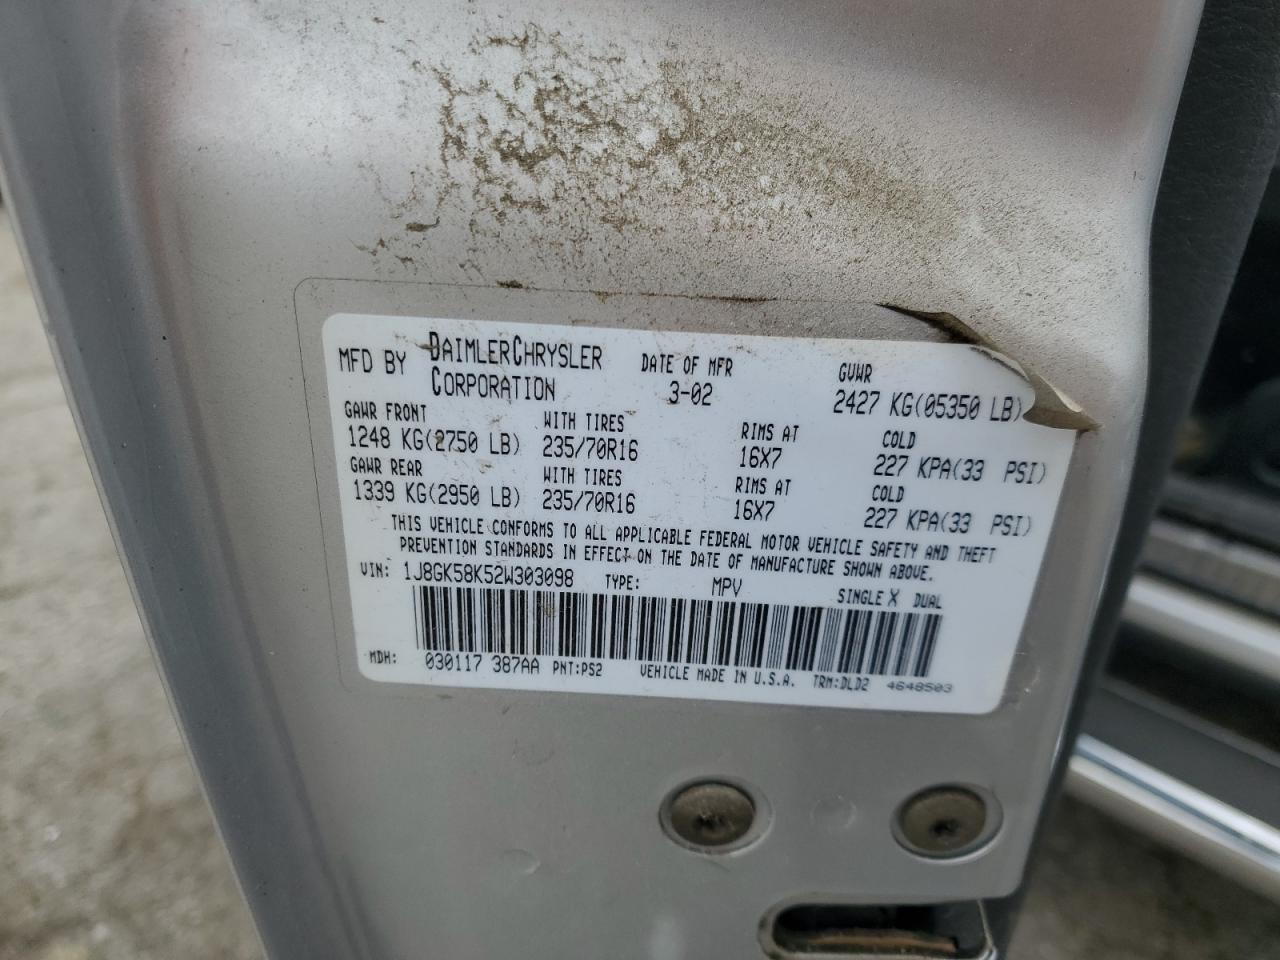 MFD BY DAIMLERCHRYSLER CORPORATION DATE OF MFR 3-02 GVWR 2427 KG(05350 LB)
GAWR FRONT WITH TIRES RIMS AT COLD
1248 KG(2750 LB) 235/70R16 16X7 227 KPA(33 PSI)
GAWR REAR WITH TIRES RIMS AT COLD
1339 KG(2950 LB) 235/70R16 16X7 227 KPA(33 PSI)
THIS VEHICLE CONFORMS TO ALL APPLICABLE FEDERAL MOTOR VEHICLE SAFETY AND THEFT
PREVENTION STANDARDS IN EFFECT ON THE DATE OF MANUFACTURE SHOWN ABOVE.
VIN: 1J8GK58K52W303098 TYPE: MPV SINGLE X DUAL
MDH: 030117 387AA PNT:PS2 VEHICLE MADE IN U.S.A. TRM:DLD2 4648503